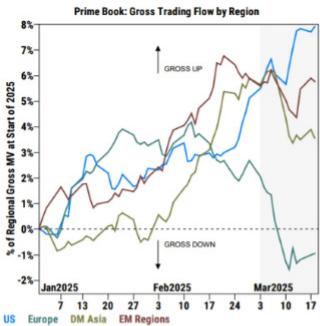 Prime Book: Gross Trading Flow by Region
% of Regional Gross MV at Start of 2025
8%
7%
6%
5%
4%
3%
2%
1%
0%
-1%
-2%
GROSS UP
GROSS DOWN
Jan2025 Feb2025 Mar2025
7 13 20 27 3 10 17 24 3 10 17
US Europe DM Asia EM Regions